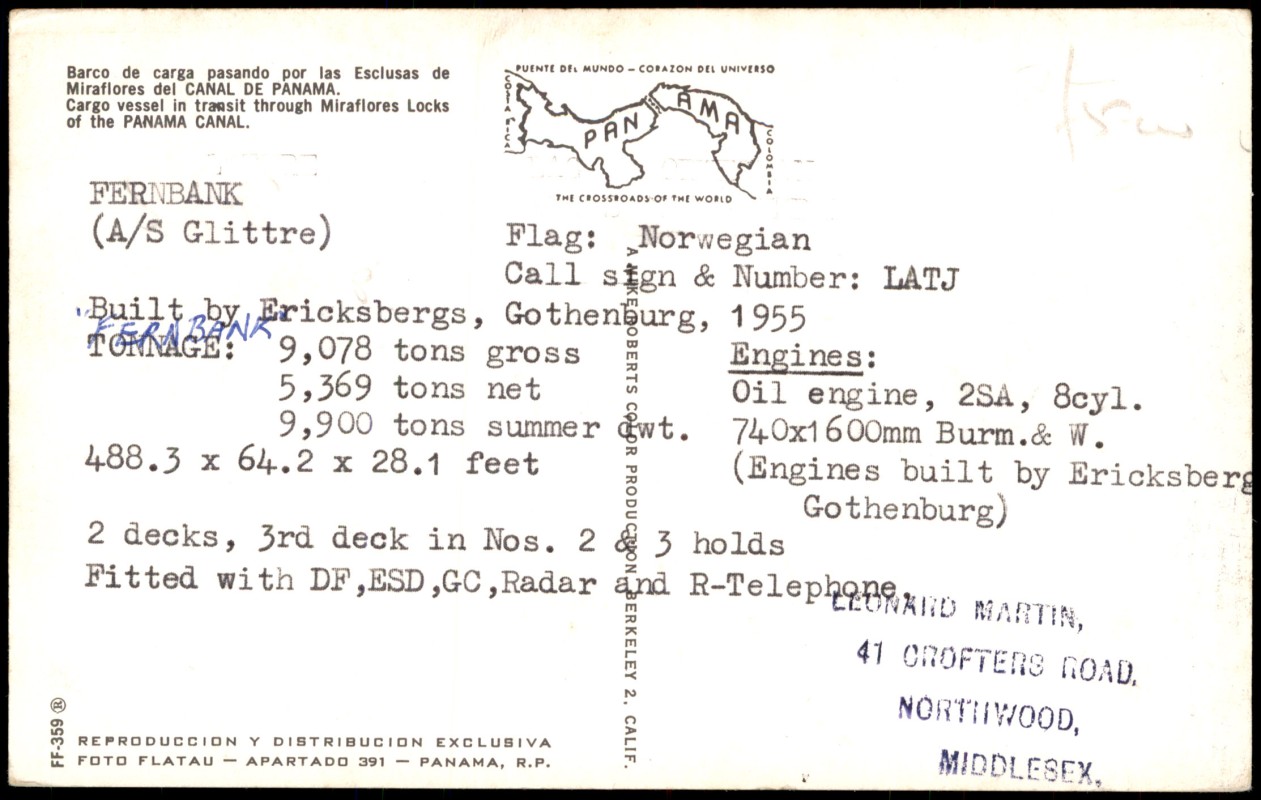 Barco de carga pasando por las Esclusas de
Miraflores del CANAL DE PANAMA.
Cargo vessel in transit through Miraflores Locks
of the PANAMA CANAL.
PUENTE DEL MUNDO – CORAZON DEL UNIVERSO
COSTA RICA
PANAMA
COLOMBIA
THE CROSSROADS OF THE WORLD
FERNBANK
(A/S Glittre)
Flag: Norwegian
Call sign & Number: LATJ
Built by Ericksbergs, Gothenburg, 1955
"FERNBANK"
TONNAGE: 9,078 tons gross
5,369 tons net
9,900 tons summer dwt.
488.3 x 64.2 x 28.1 feet
Engines:
Oil engine, 2SA, 8cyl.
740x1600mm Burm.& W.
(Engines built by Ericksberg
Gothenburg)
2 decks, 3rd deck in Nos. 2 & 3 holds
Fitted with DF,ESD,GC,Radar and R-Telephone.
A MIKE ROBERTS COLOR PRODUCTION, BERKELEY 2, CALIF.
LEONARD MARTIN,
41 CROFTERS ROAD,
NORTHWOOD,
MIDDLESEX.
FF-359 ®
REPRODUCCION Y DISTRIBUCION EXCLUSIVA
FOTO FLATAU — APARTADO 391 — PANAMA, R.P.